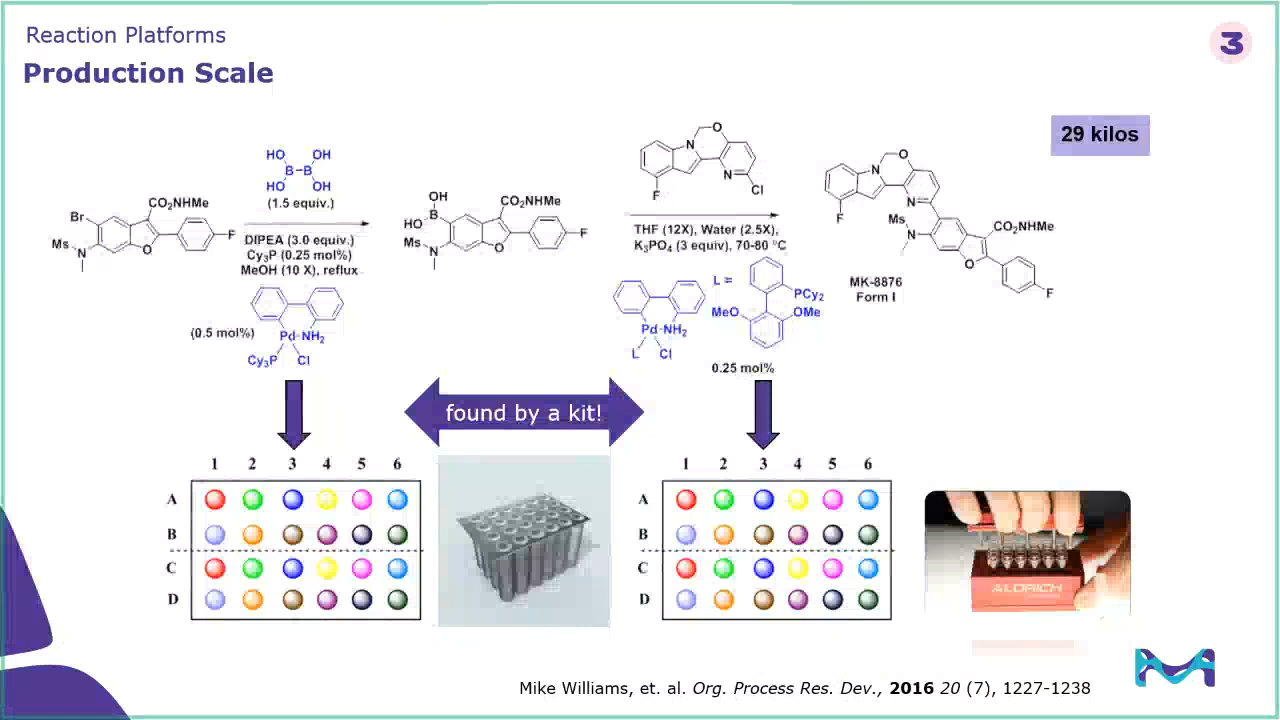 Reaction Platforms
Production Scale
3
29 kilos
Br
CO₂NHMe
Ms
N
O
F
HO OH
B–B
HO OH
(1.5 equiv.)
DIPEA (3.0 equiv.)
Cy₃P (0.25 mol%)
MeOH (10 X), reflux
(0.5 mol%)
Pd NH₂
Cy₃P Cl
OH
B
HO
CO₂NHMe
Ms
N
O
F
N
O
F
N
Cl
THF (12X), Water (2.5X),
K₃PO₄ (3 equiv), 70-80 °C
Pd NH₂
L Cl
L =
PCy₂
MeO OMe
0.25 mol%
N
O
F
N
Ms
N
CO₂NHMe
O
F
MK-8876
Form I
found by a kit!
1 2 3 4 5 6
A
B
C
D
1 2 3 4 5 6
A
B
C
D
ALDRICH
Mike Williams, et. al. Org. Process Res. Dev., 2016 20 (7), 1227-1238